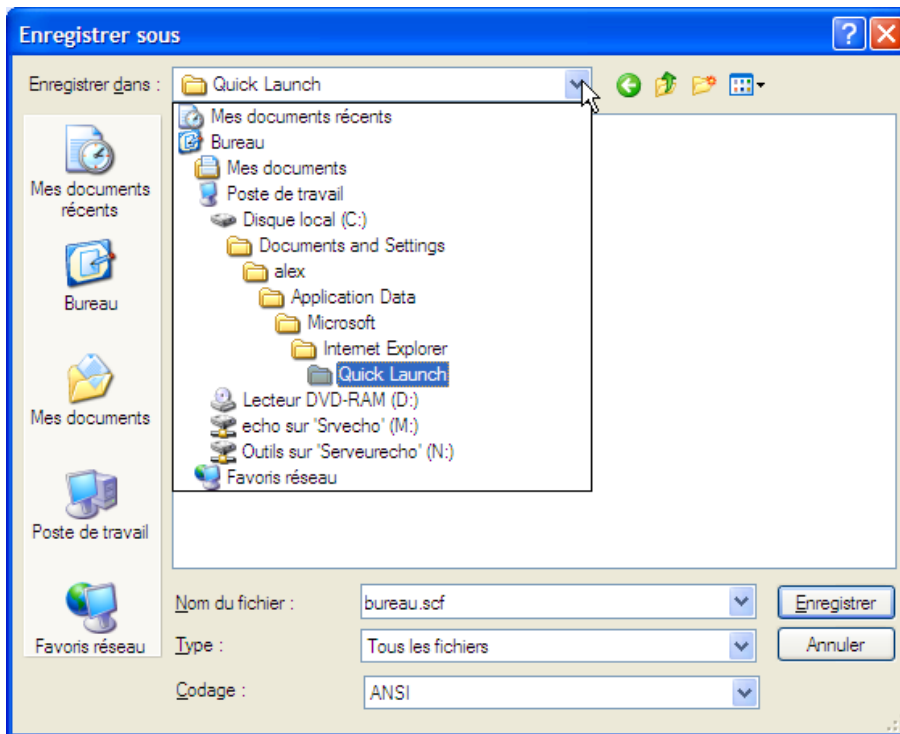 Enregistrer sous
Enregistrer dans :
Quick Launch
Mes documents récents
Bureau
Mes documents
Poste de travail
Disque local (C:)
Documents and Settings
alex
Application Data
Microsoft
Internet Explorer
Quick Launch
Lecteur DVD-RAM (D:)
echo sur 'Srvecho' (M:)
Outils sur 'Serveurecho' (N:)
Favoris réseau
Mes documents
récents
Bureau
Mes documents
Poste de travail
Favoris réseau
Nom du fichier :
bureau.scf
Enregistrer
Type :
Tous les fichiers
Annuler
Codage :
ANSI